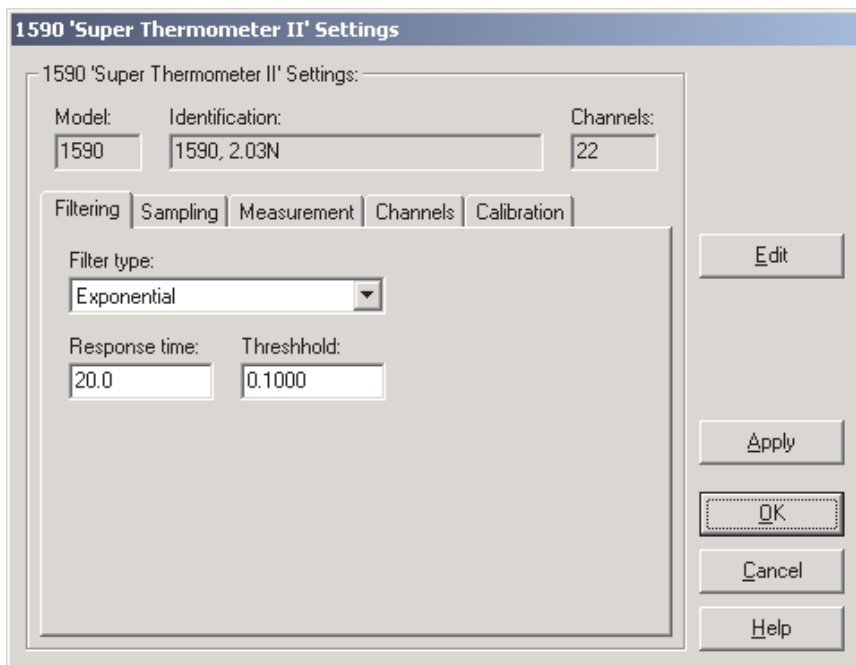 1590 'Super Thermometer II' Settings
1590 'Super Thermometer II' Settings:
Model: Identification: Channels:
1590 1590, 2.03N 22
Filtering Sampling Measurement Channels Calibration
Filter type:
Exponential
Response time: Threshhold:
20.0 0.1000
Edit
Apply
OK
Cancel
Help